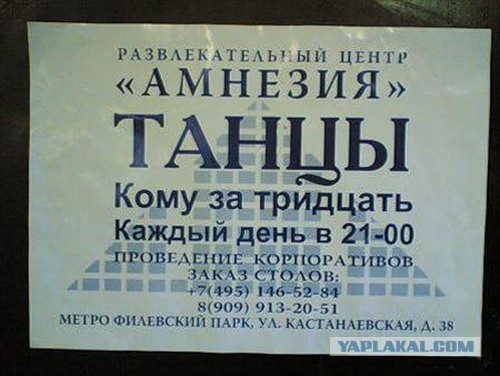 РАЗВЛЕКАТЕЛЬНЫЙ ЦЕНТР
«АМНЕЗИЯ»
ТАНЦЫ
Кому за тридцать
Каждый день в 21-00
ПРОВЕДЕНИЕ КОРПОРАТИВОВ
ЗАКАЗ СТОЛОВ:
+7(495) 146-52-84
8(909) 913-20-51
МЕТРО ФИЛЕВСКИЙ ПАРК, УЛ. КАСТАНАЕВСКАЯ, Д. 38
YAPLAKAL.COM